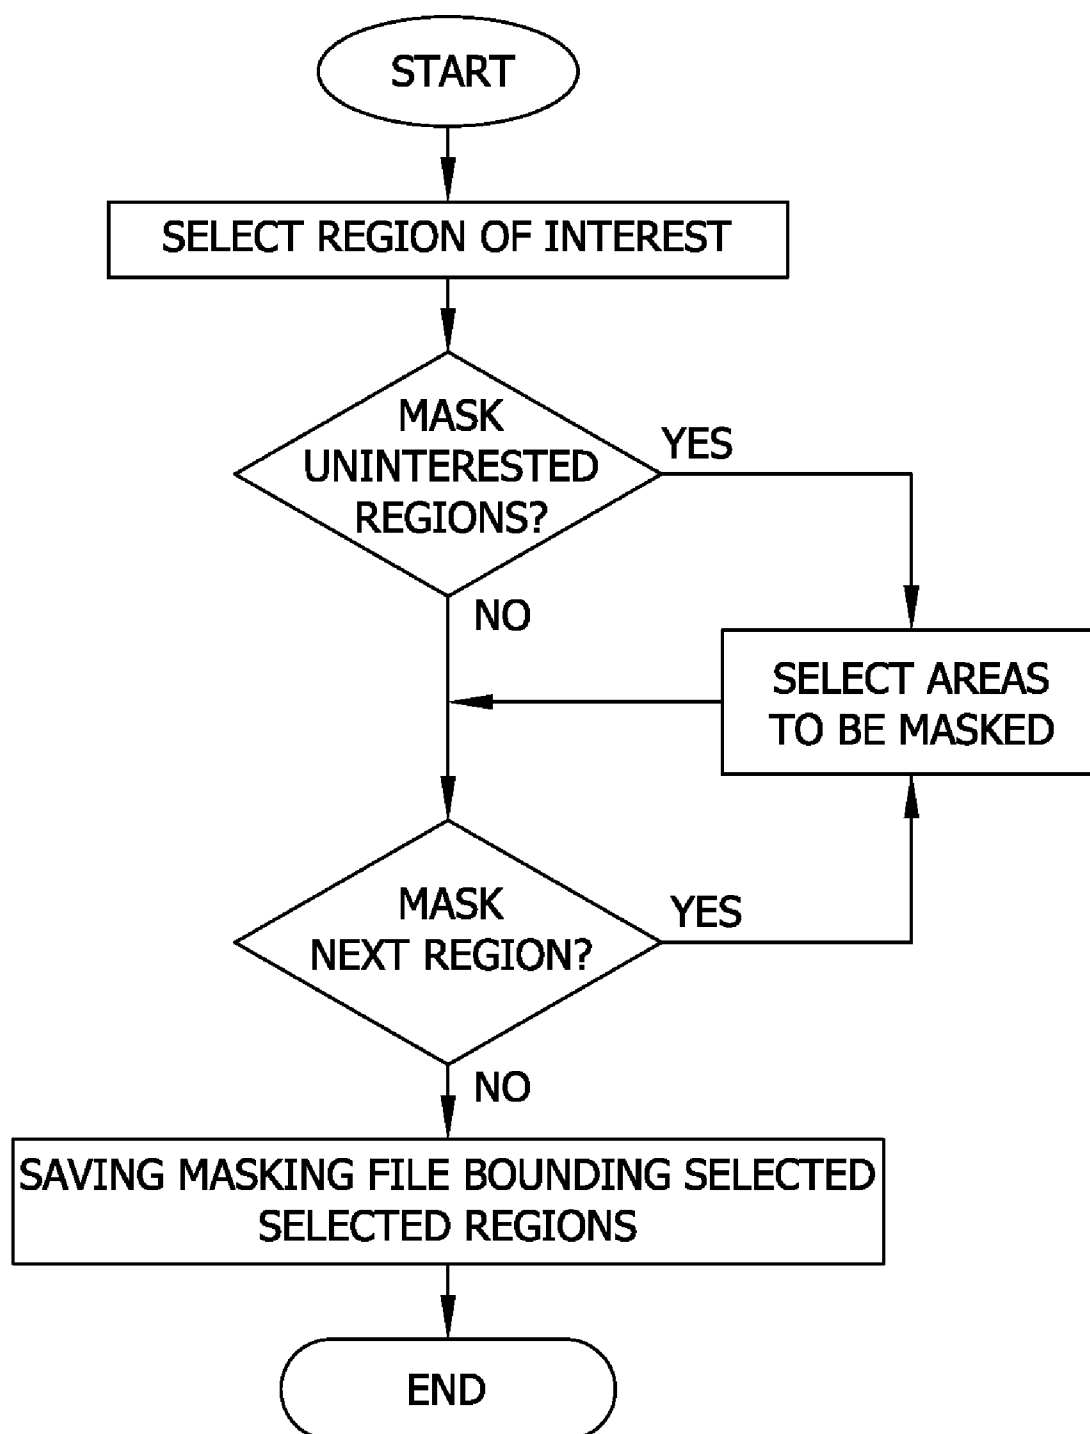 START
SELECT REGION OF INTEREST
MASK
UNINTERESTED
REGIONS?
YES
NO
SELECT AREAS
TO BE MASKED
MASK
NEXT REGION?
YES
NO
SAVING MASKING FILE BOUNDING SELECTED
SELECTED REGIONS
END